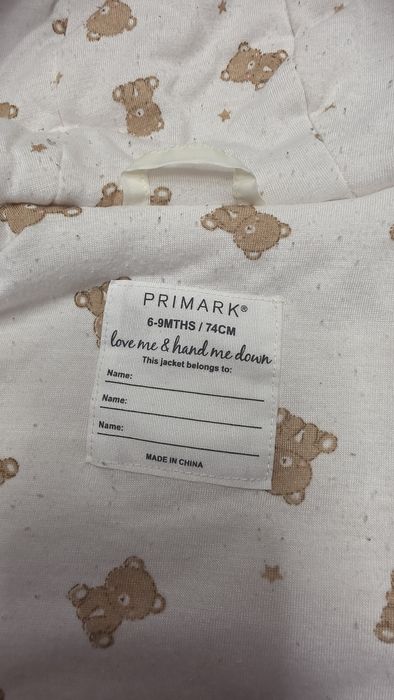 PRIMARK®
6-9MTHS / 74CM
love me & hand me down
This jacket belongs to:
Name:
Name:
Name:
MADE IN CHINA